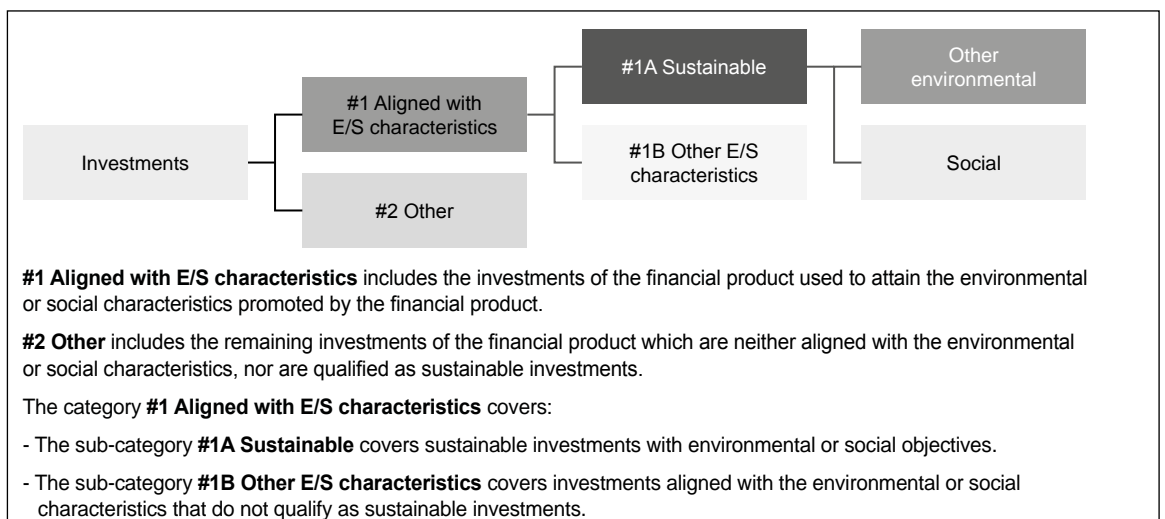 #1A Sustainable
Other
environmental
#1 Aligned with
E/S characteristics
Investments
#1B Other E/S
characteristics
Social
#2 Other
#1 Aligned with E/S characteristics includes the investments of the financial product used to attain the environmental
or social characteristics promoted by the financial product.
#2 Other includes the remaining investments of the financial product which are neither aligned with the environmental
or social characteristics, nor are qualified as sustainable investments.
The category #1 Aligned with E/S characteristics covers:
- The sub-category #1A Sustainable covers sustainable investments with environmental or social objectives.
- The sub-category #1B Other E/S characteristics covers investments aligned with the environmental or social
characteristics that do not qualify as sustainable investments.